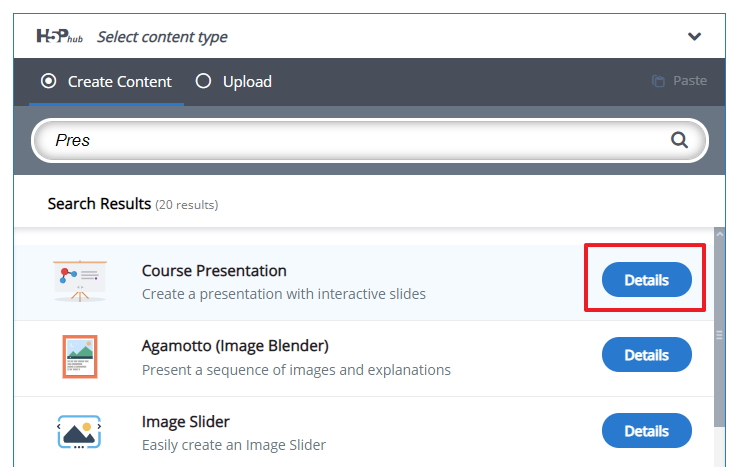 H5P hub Select content type
Create Content Upload Paste
Pres
Search Results (20 results)
Course Presentation
Create a presentation with interactive slides
Details
Agamotto (Image Blender)
Present a sequence of images and explanations
Details
Image Slider
Easily create an Image Slider
Details